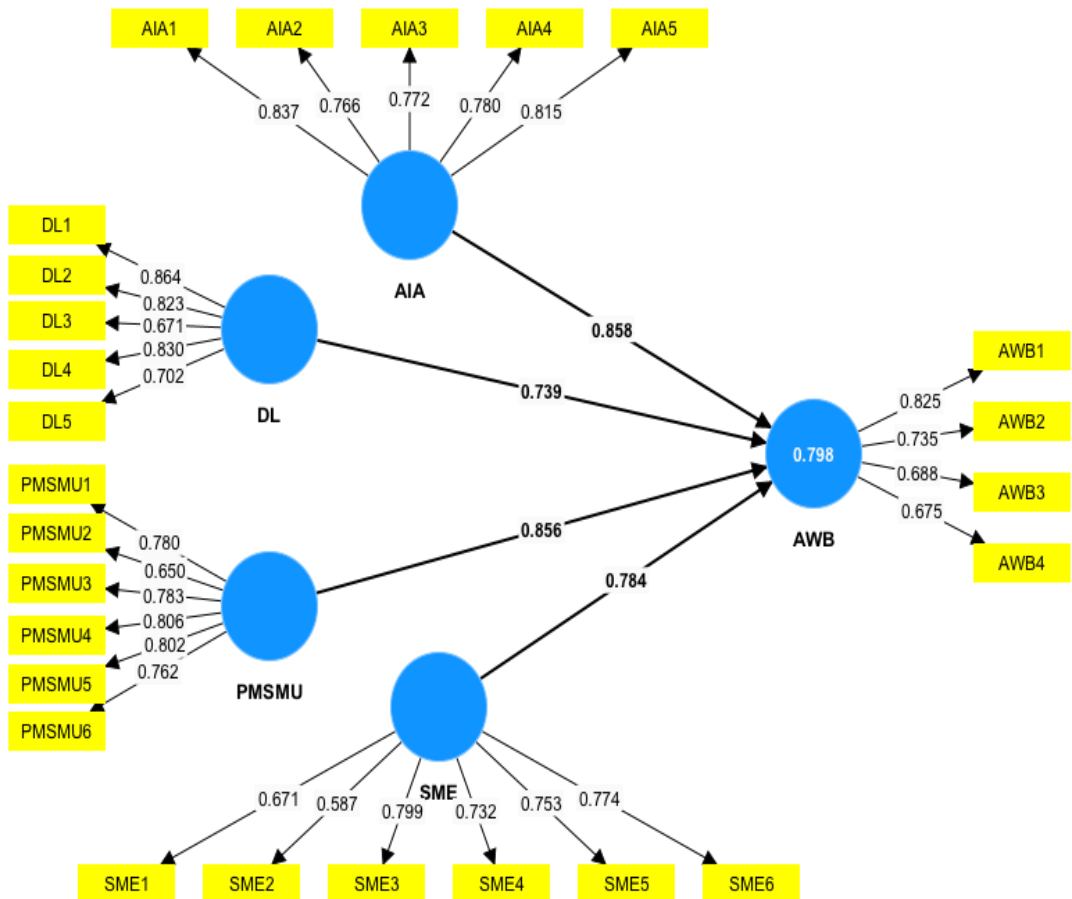 AIA1 AIA2 AIA3 AIA4 AIA5
0.837 0.766 0.772 0.780 0.815
AIA
DL1
DL2
DL3
DL4
DL5
0.864
0.823
0.671
0.830
0.702
DL
0.858
0.739
0.856
0.784
0.798
AWB
AWB1
AWB2
AWB3
AWB4
0.825
0.735
0.688
0.675
PMSMU1
PMSMU2
PMSMU3
PMSMU4
PMSMU5
PMSMU6
0.780
0.650
0.783
0.806
0.802
0.762
PMSMU
SME
0.671 0.587 0.799 0.732 0.753 0.774
SME1 SME2 SME3 SME4 SME5 SME6